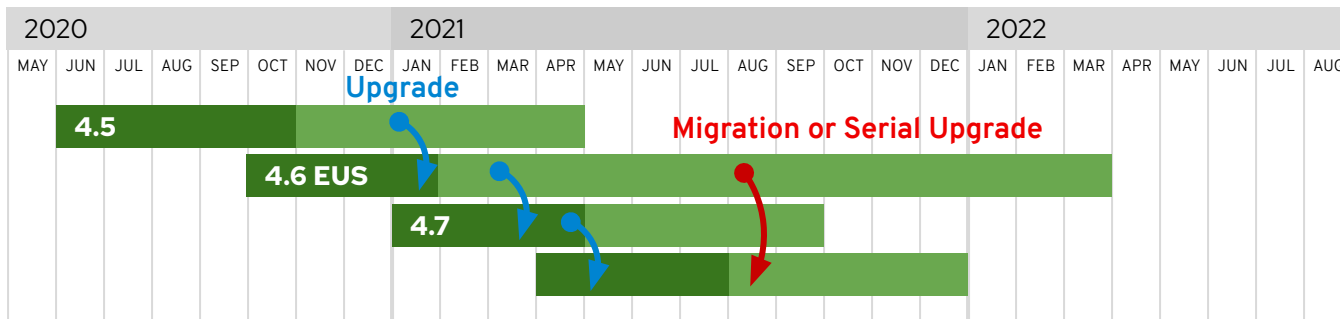 2020 2021 2022
MAY JUN JUL AUG SEP OCT NOV DEC JAN FEB MAR APR MAY JUN JUL AUG SEP OCT NOV DEC JAN FEB MAR APR MAY JUN JUL AUG
Upgrade
4.5
Migration or Serial Upgrade
4.6 EUS
4.7